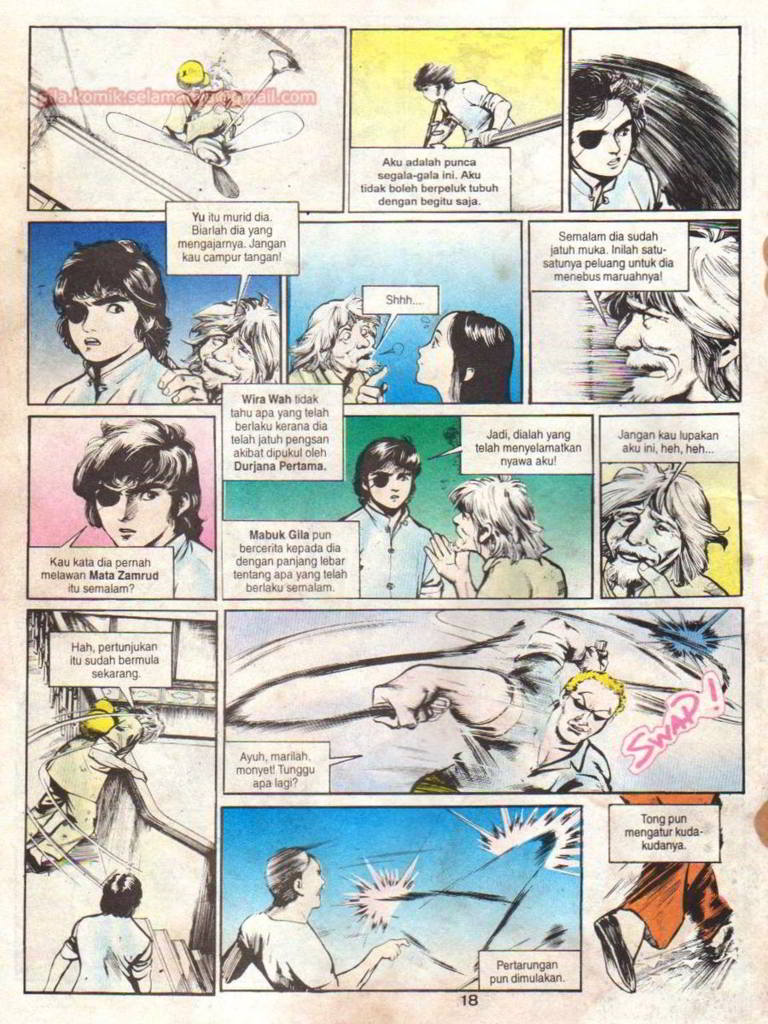 Aku adalah punca
segala-gala ini. Aku
tidak boleh berpeluk tubuh
dengan begitu saja.
Yu itu murid dia.
Biarlah dia yang
mengajarnya. Jangan
kau campur tangan!
Shhh....
Semalam dia sudah
jatuh muka. Inilah satu-
satunya peluang untuk dia
menebus maruahnya!
Kau kata dia pernah
melawan Mata Zamrud
itu semalam?
Wira Wah tidak
tahu apa yang telah
berlaku kerana dia
telah jatuh pengsan
akibat dipukul oleh
Durjana Pertama.
Jadi, dialah yang
telah menyelamatkan
nyawa aku!
Mabuk Gila pun
bercerita kepada dia
dengan panjang lebar
tentang apa yang telah
berlaku semalam.
Jangan kau lupakan
aku ini, heh, heh...
Hah, pertunjukan
itu sudah bermula
sekarang.
Ayuh, marilah,
monyet! Tunggu
apa lagi?
SWAP!
Pertarungan
pun dimulakan.
Tong pun
mengatur kuda-
kudanya.
18